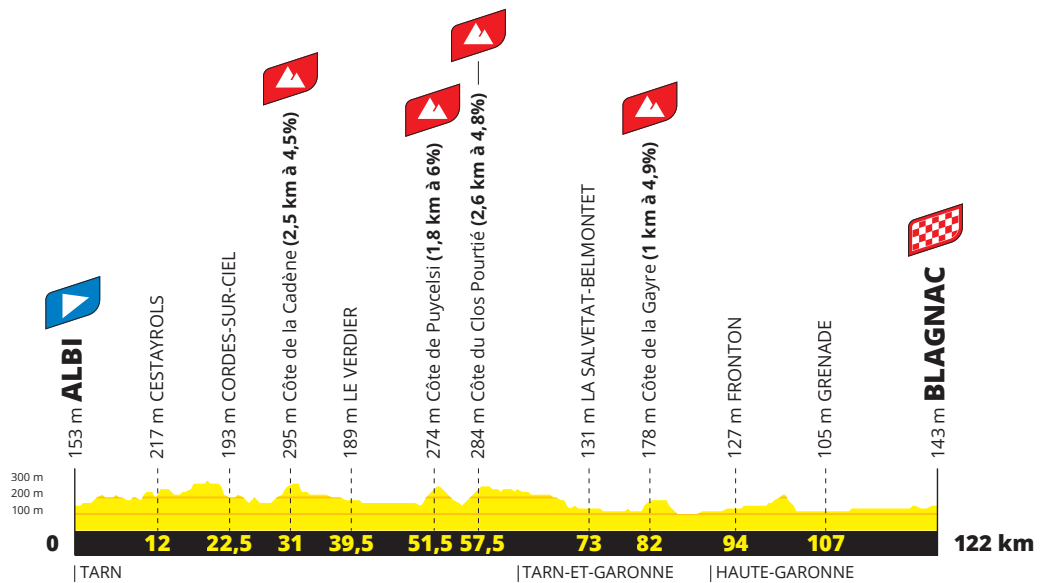 153 m ALBI
217 m CESTAYROLS
193 m CORDES-SUR-CIEL
295 m Côte de la Cadène (2,5 km à 4,5%)
189 m LE VERDIER
274 m Côte de Puycelsi (1,8 km à 6%)
284 m Côte du Clos Pourtié (2,6 km à 4,8%)
131 m LA SALVETAT-BELMONTET
178 m Côte de la Gayre (1 km à 4,9%)
127 m FRONTON
105 m GRENADE
143 m BLAGNAC
300 m
200 m
100 m
0 12 22,5 31 39,5 51,5 57,5 73 82 94 107 122 km
|TARN |TARN-ET-GARONNE |HAUTE-GARONNE